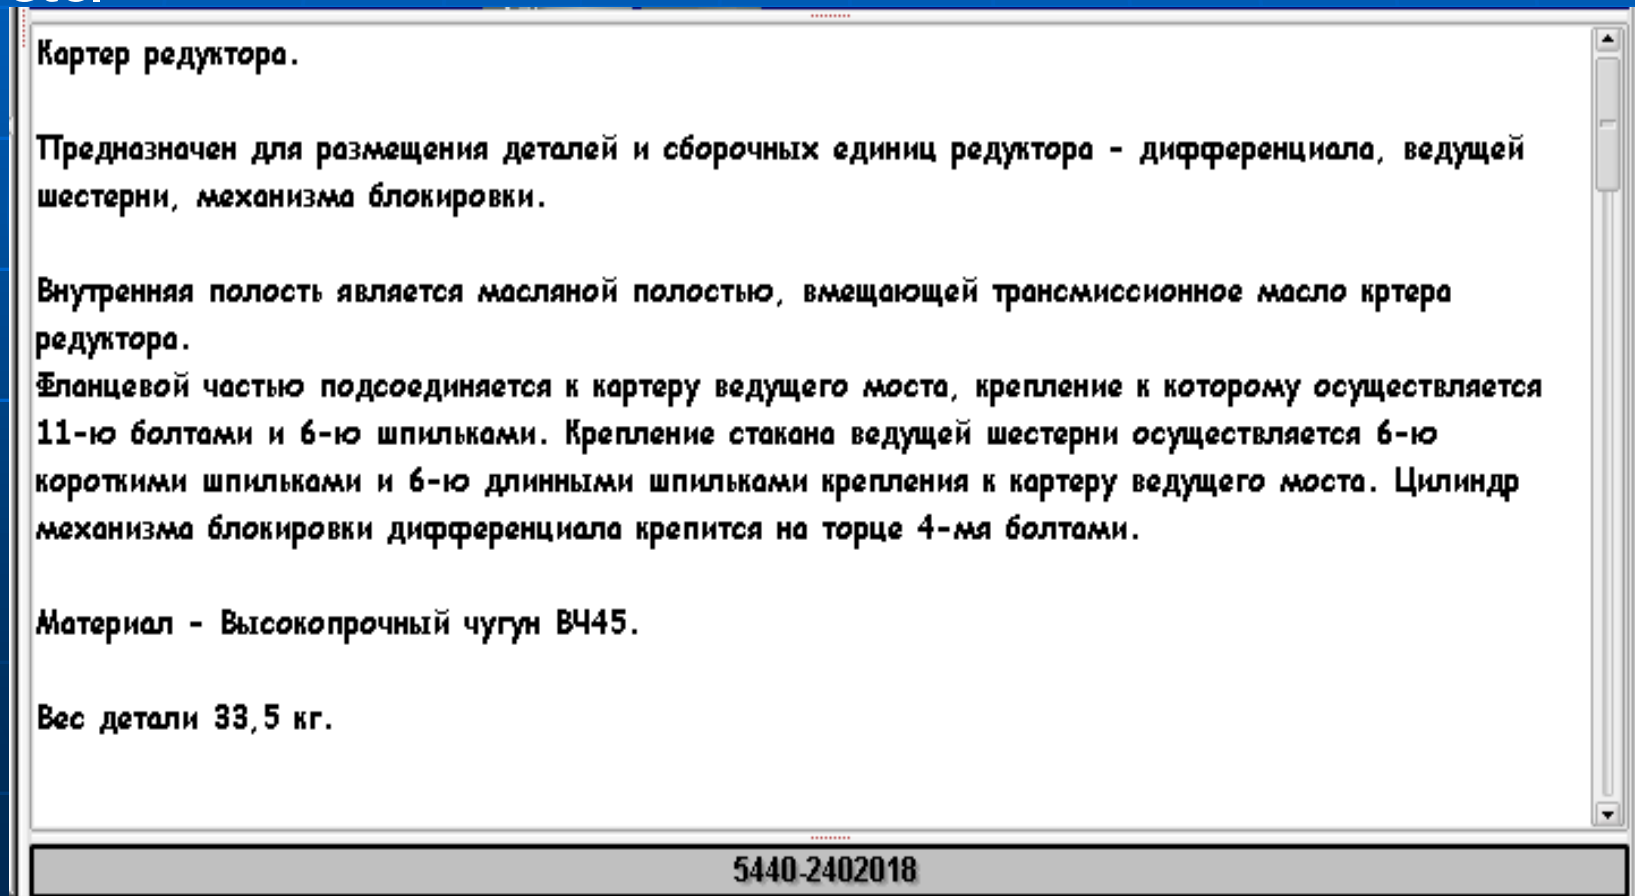 Картер редуктора.
Предназначен для размещения деталей и сборочных единиц редуктора - дифференциала, ведущей
шестерни, механизма блокировки.
Внутренняя полость является масляной полостью, вмещающей трансмиссионное масло кртера
редуктора.
Фланцевой частью подсоединяется к картеру ведущего моста, крепление к которому осуществляется
11-ю болтами и 6-ю шпильками. Крепление стакана ведущей шестерни осуществляется 6-ю
короткими шпильками и 6-ю длинными шпильками крепления к картеру ведущего моста. Цилиндр
механизма блокировки дифференциала крепится на торце 4-мя болтами.
Материал - Высокопрочный чугун ВЧ45.
Вес детали 33,5 кг.
5440-2402018